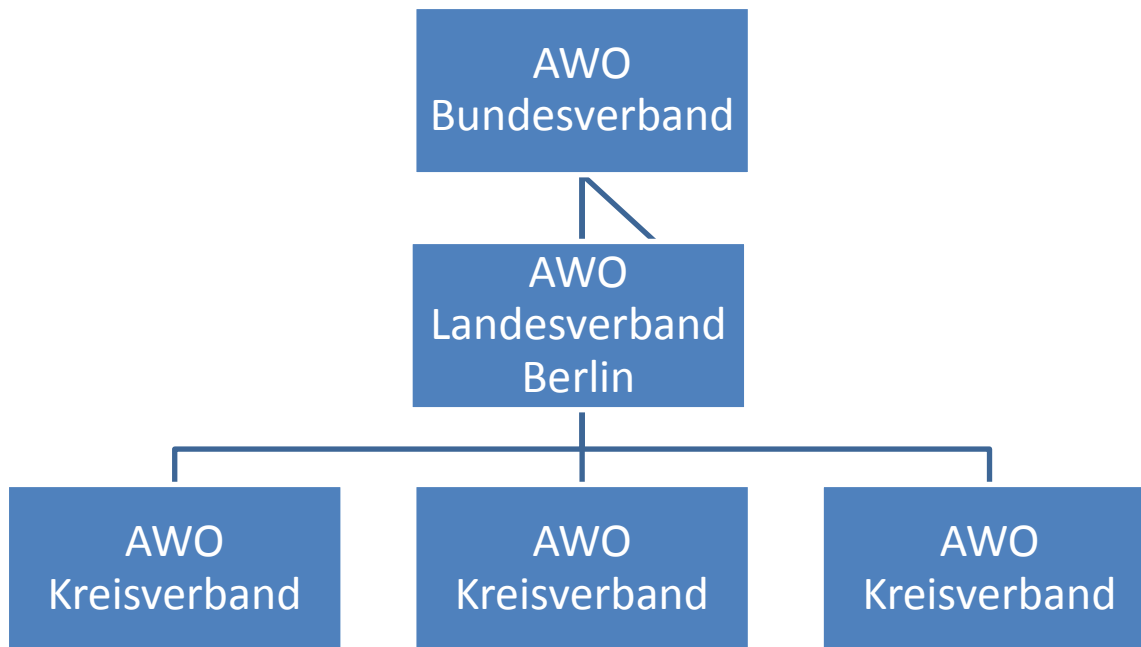 AWO
Bundesverband
AWO
Landesverband
Berlin
AWO
Kreisverband
AWO
Kreisverband
AWO
Kreisverband